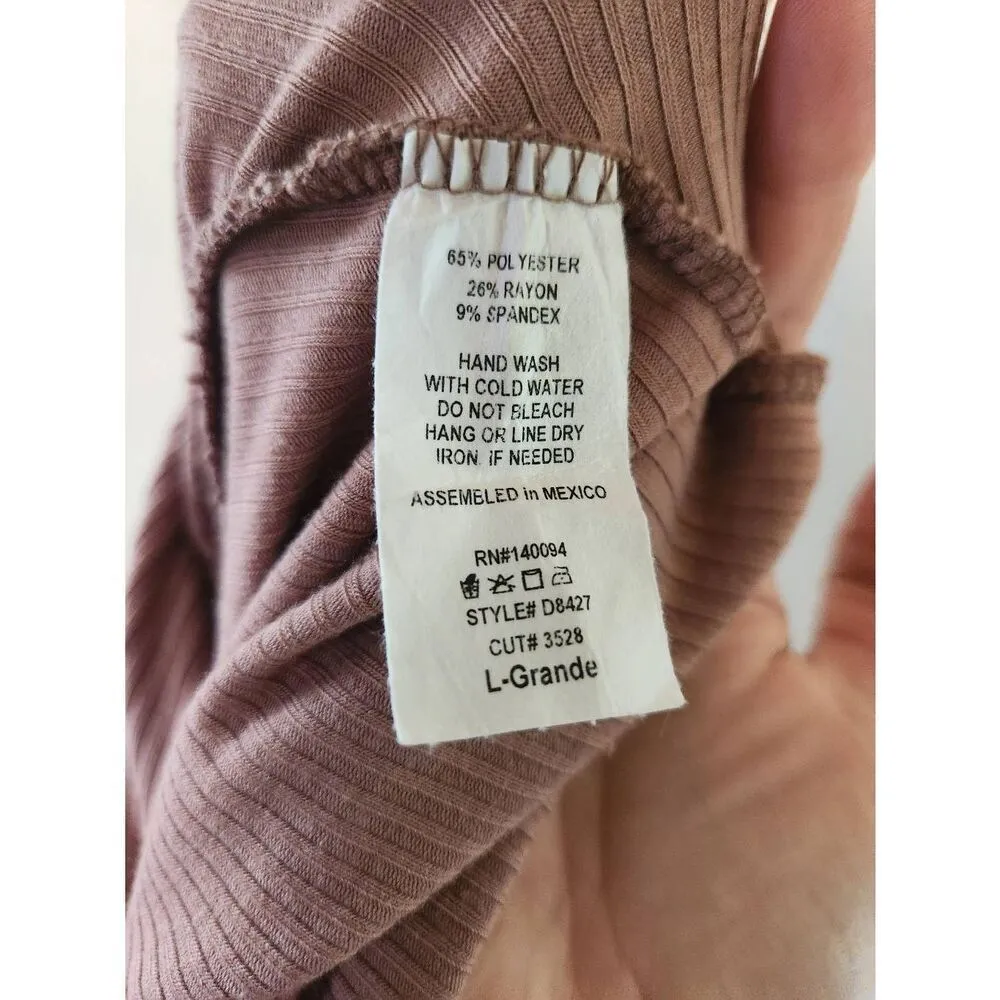 65% POLYESTER
26% RAYON
9% SPANDEX
HAND WASH
WITH COLD WATER
DO NOT BLEACH
HANG OR LINE DRY
IRON IF NEEDED
ASSEMBLED in MEXICO
RN#140094
STYLE# D8427
CUT# 3528
L-Grande